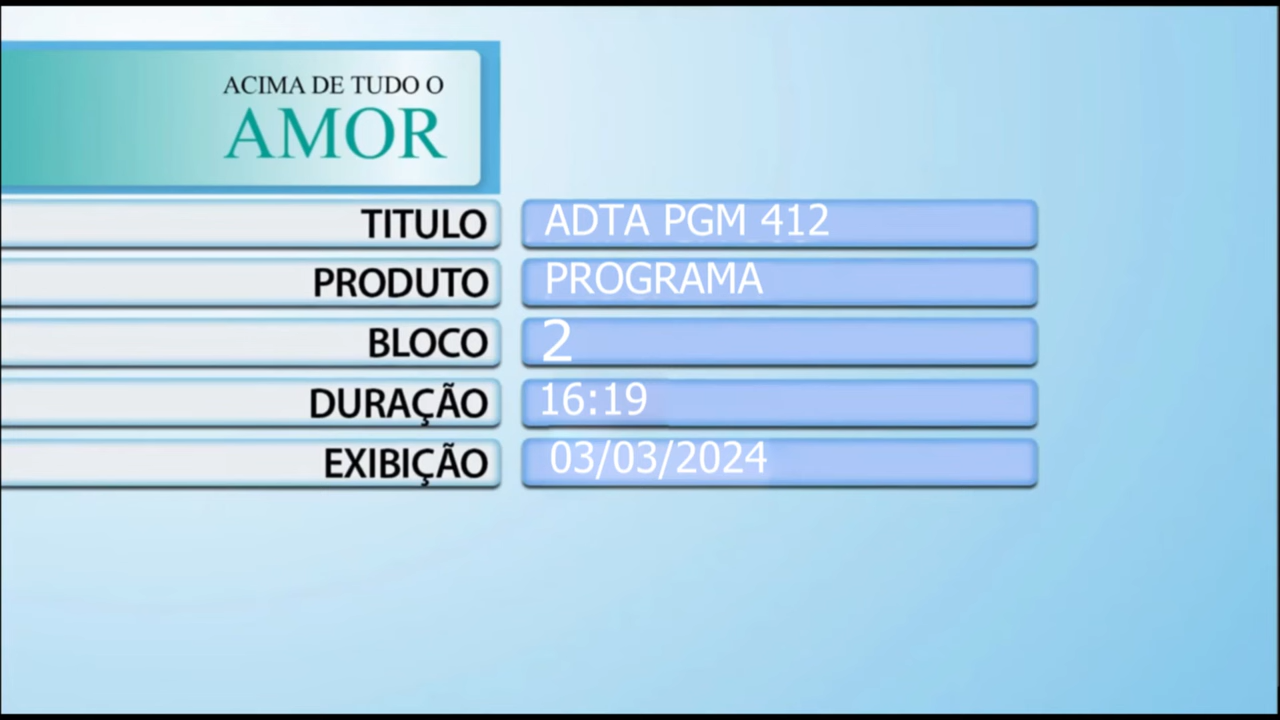 ACIMA DE TUDO O
AMOR
TITULO ADTA PGM 412
PRODUTO PROGRAMA
BLOCO 2
DURAÇÃO 16:19
EXIBIÇÃO 03/03/2024